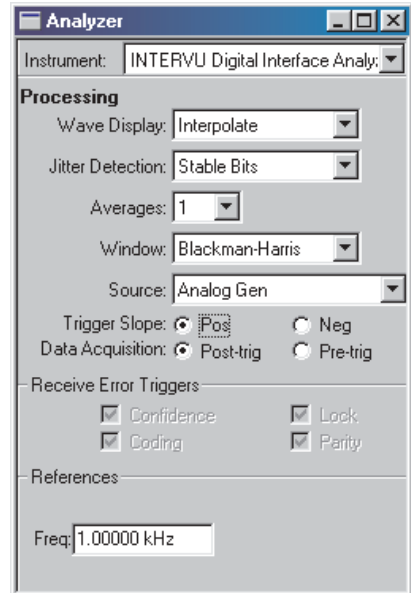 Analyzer
Instrument: INTERVU Digital Interface Analy:
Processing
Wave Display: Interpolate
Jitter Detection: Stable Bits
Averages: 1
Window: Blackman-Harris
Source: Analog Gen
Trigger Slope: Pos Neg
Data Acquisition: Post-trig Pre-trig
Receive Error Triggers
Confidence Lock
Coding Parity
References
Freq: 1.00000 kHz